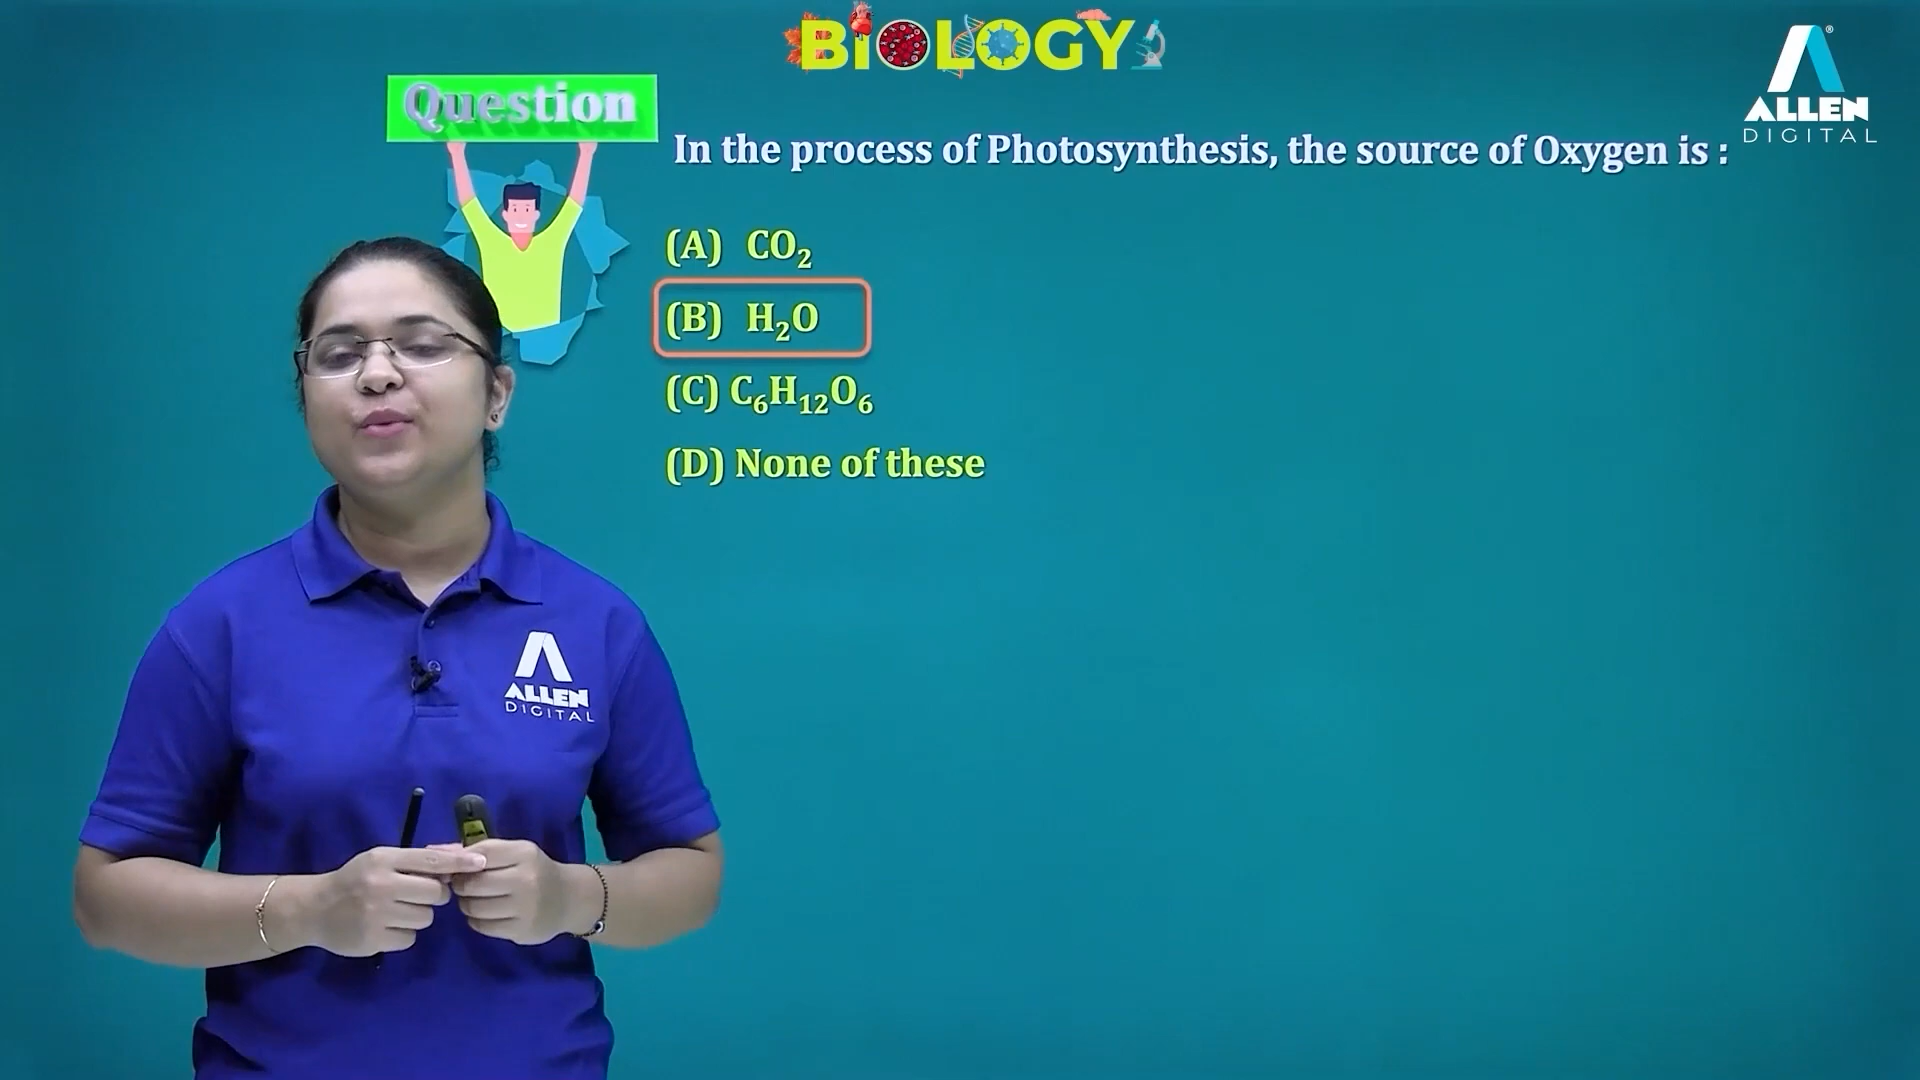 BIOLOGY
ALLEN
DIGITAL
Question
In the process of Photosynthesis, the source of Oxygen is :
(A) CO₂
(B) H₂O
(C) C₆H₁₂O₆
(D) None of these
ALLEN
DIGITAL